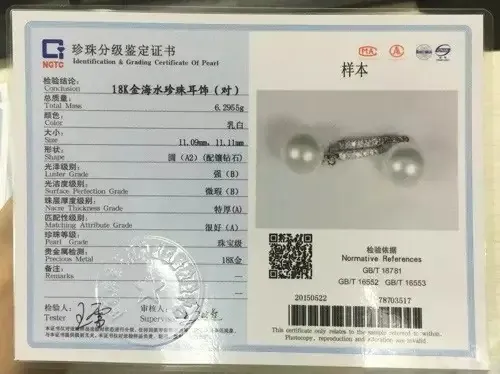 NGTC
珍珠分级鉴定证书
Identification & Grading Certificate Of Pearl
MA
样本
检验结论:
Conclusion
18K金海水珍珠耳饰（对）
总质量:
Total Mass
6.2955g
颜色:
Color
乳白
大小:
Size
11.09mm, 11.11mm
形状:
Shape
圆（A2）(配镶钻石)
光泽级别:
Luster Grade
强（B）
光洁度级别:
Surface Perfection Grade
微瑕（B）
珠层厚度级别:
Nacre Thickness Grade
特厚(A)
匹配性级别:
Matching Attribute Grade
很好（A）
珍珠等级:
Pearl Grade
珠宝级
贵金属检测:
Precious Metal
18K金
备注:
Remarks
检验人:
Tester
审核人:
检验依据
Normative References
GB/T 16781
GB/T 16552 GB/T 16553
20150522
78703517
This certificate only relates to the sample described.
Photocopy, reproduction and alteration are invalid.